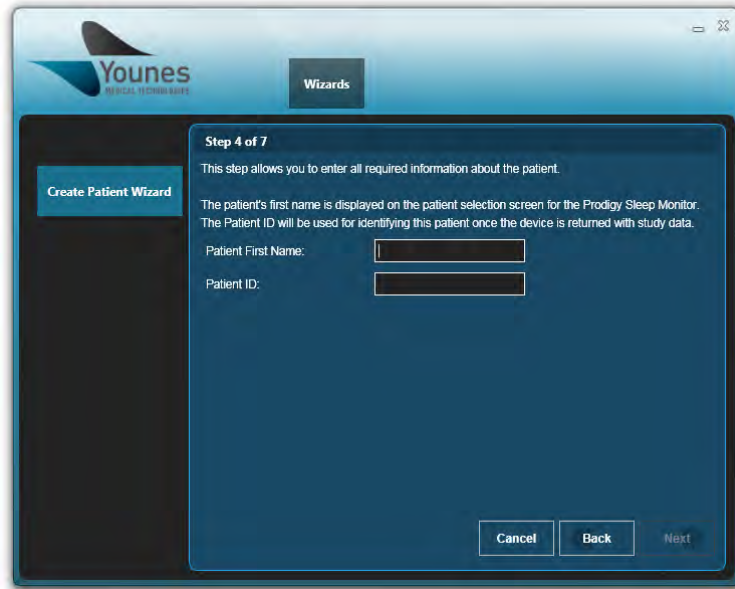 Younes
MEDICAL TECHNOLOGIES
Wizards
Create Patient Wizard
Step 4 of 7
This step allows you to enter all required information about the patient.
The patient's first name is displayed on the patient selection screen for the Prodigy Sleep Monitor.
The Patient ID will be used for identifying this patient once the device is returned with study data.
Patient First Name:
Patient ID:
Cancel
Back
Next